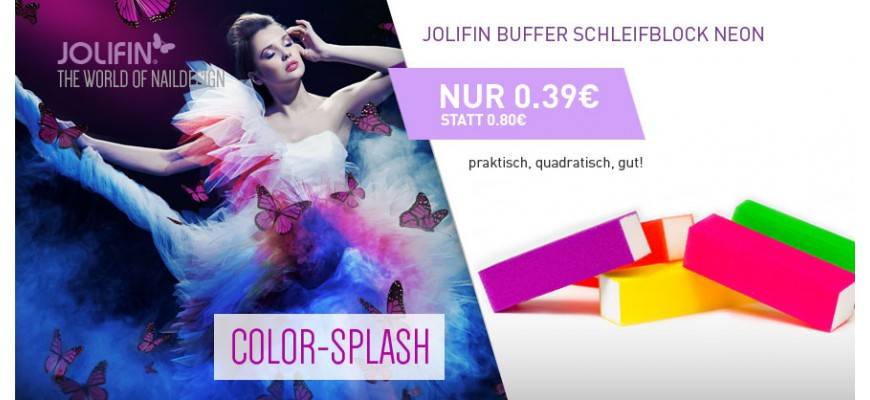 JOLIFIN®
THE WORLD OF NAILDESIGN
COLOR-SPLASH
JOLIFIN BUFFER SCHLEIFBLOCK NEON
NUR 0.39€
STATT 0.80€
praktisch, quadratisch, gut!